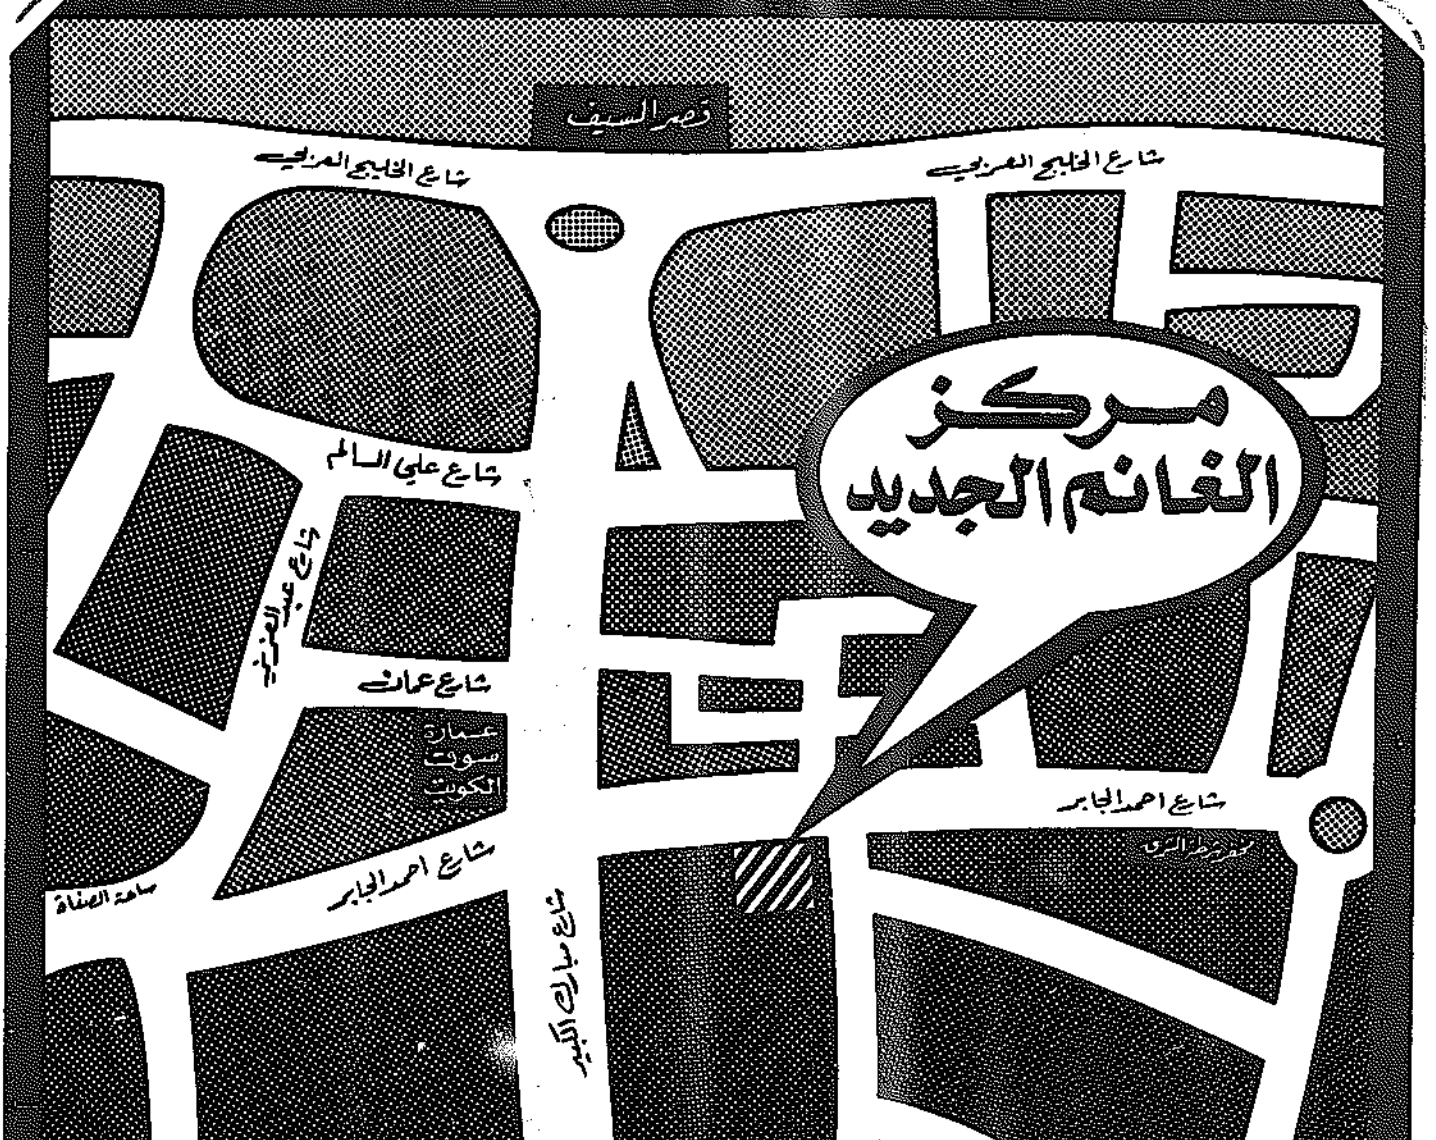 قصر السيف
شارع الخليج العربي
شارع الخليج العربي
مركز
الغانم الجديد
شارع علي السالم
شارع عبد العزيز
شارع عمان
عمارة
سوفت
الكويت
شارع احمد الجابر
شارع احمد الجابر
ساحة الصفاة
شارع مبارك الكبير